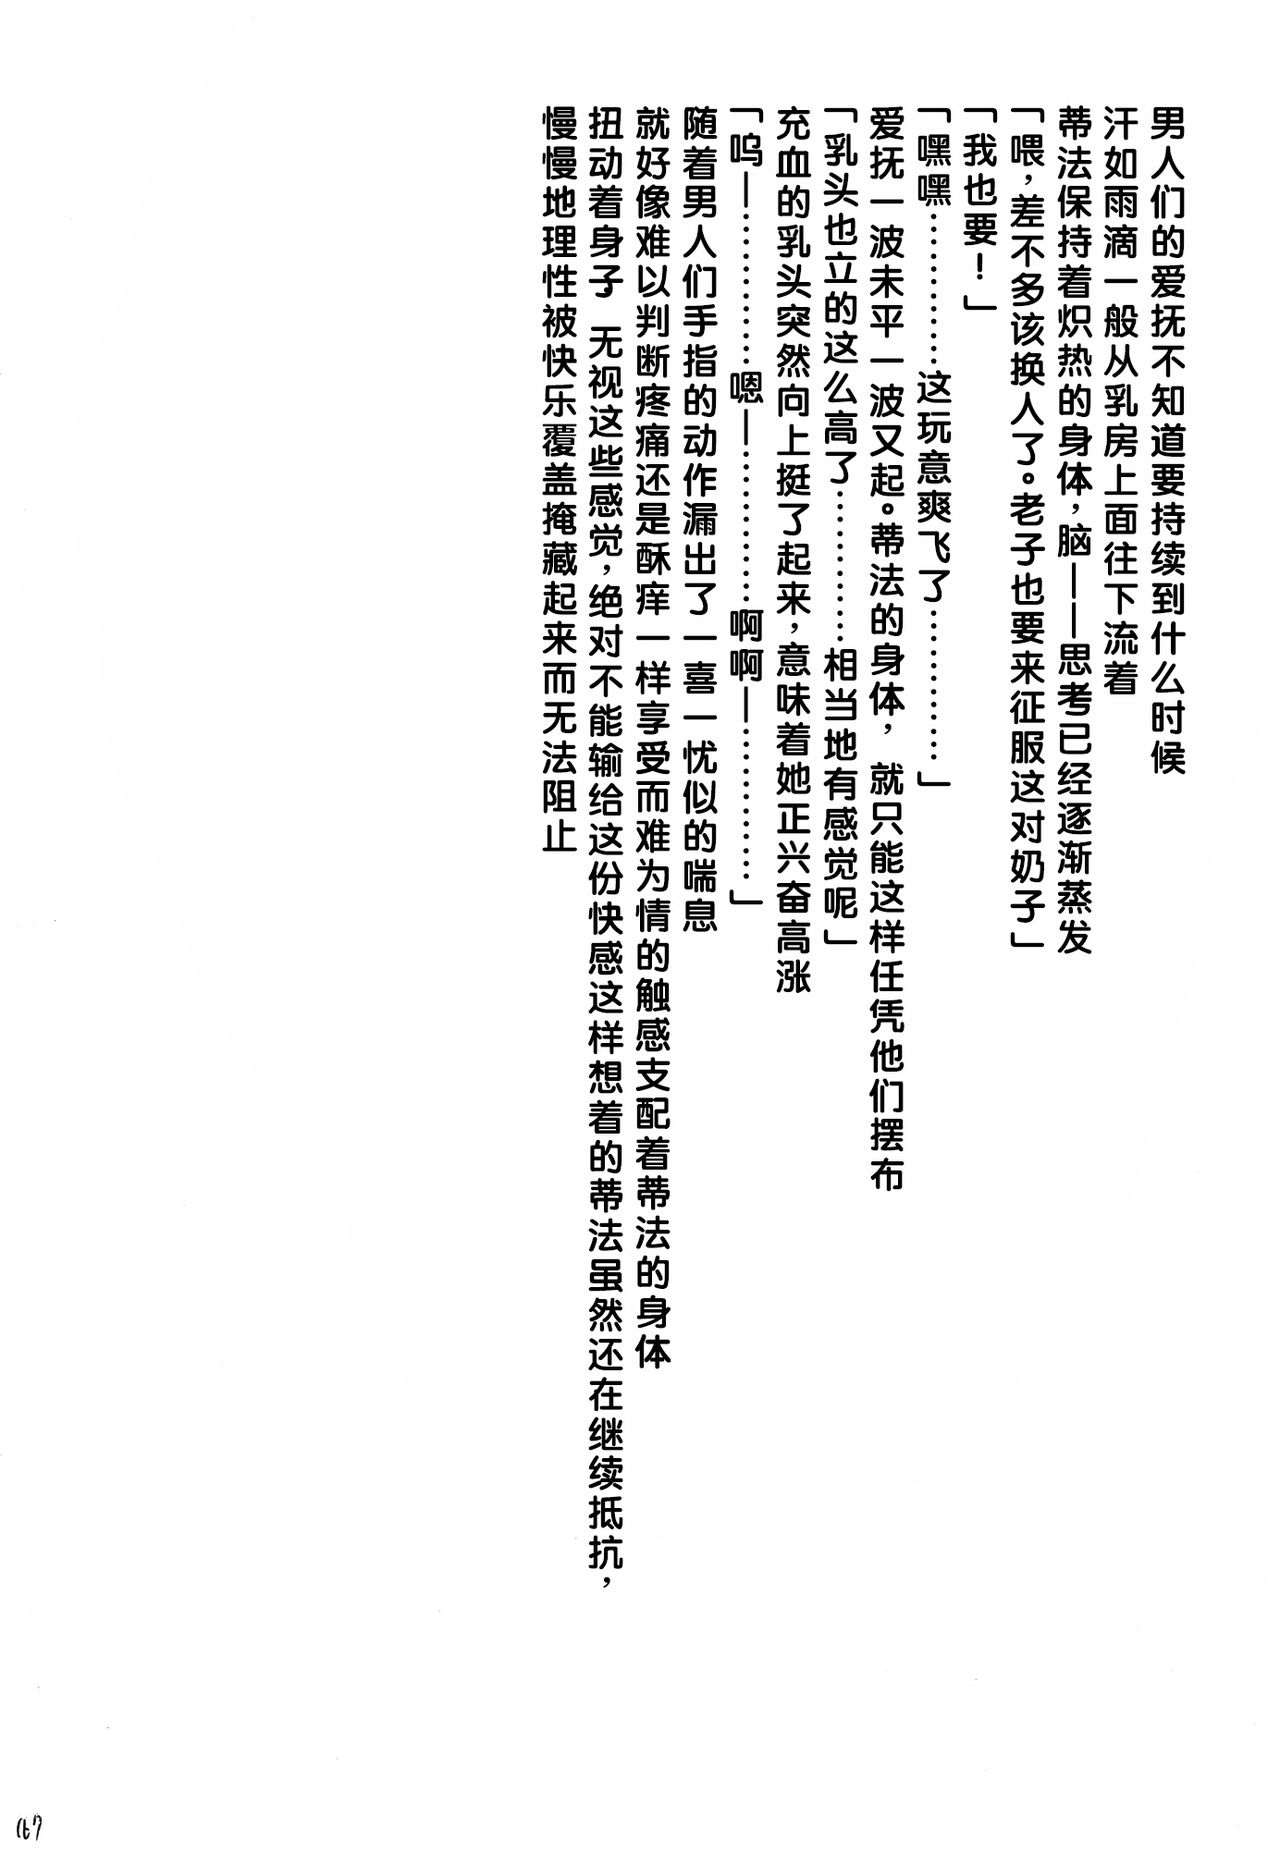 男人们的爱抚不知道要持续到什么时候
汗如雨滴一般从乳房上面往下流着
蒂法保持着炽热的身体，脑——思考已经逐渐蒸发
「喂，差不多该换人了。老子也要来征服这对奶子」
「我也要！」
「嘿嘿…………这玩意爽飞了…………」
爱抚一波未平一波又起。蒂法的身体，就只能这样任凭他们摆布
「乳头也立的这么高了…………相当地有感觉呢」
充血的乳头突然向上挺了起来，意味着她正兴奋高涨
「呜—…………嗯—…………啊啊—…………」
随着男人们手指的动作漏出了一喜一忧似的喘息
就好像难以判断疼痛还是酥痒一样享受而难为情的触感支配着蒂法的身体
扭动着身子 无视这些感觉，绝对不能输给这份快感这样想着的蒂法虽然还在继续抵抗，
慢慢地理性被快乐覆盖掩藏起来而无法阻止
167